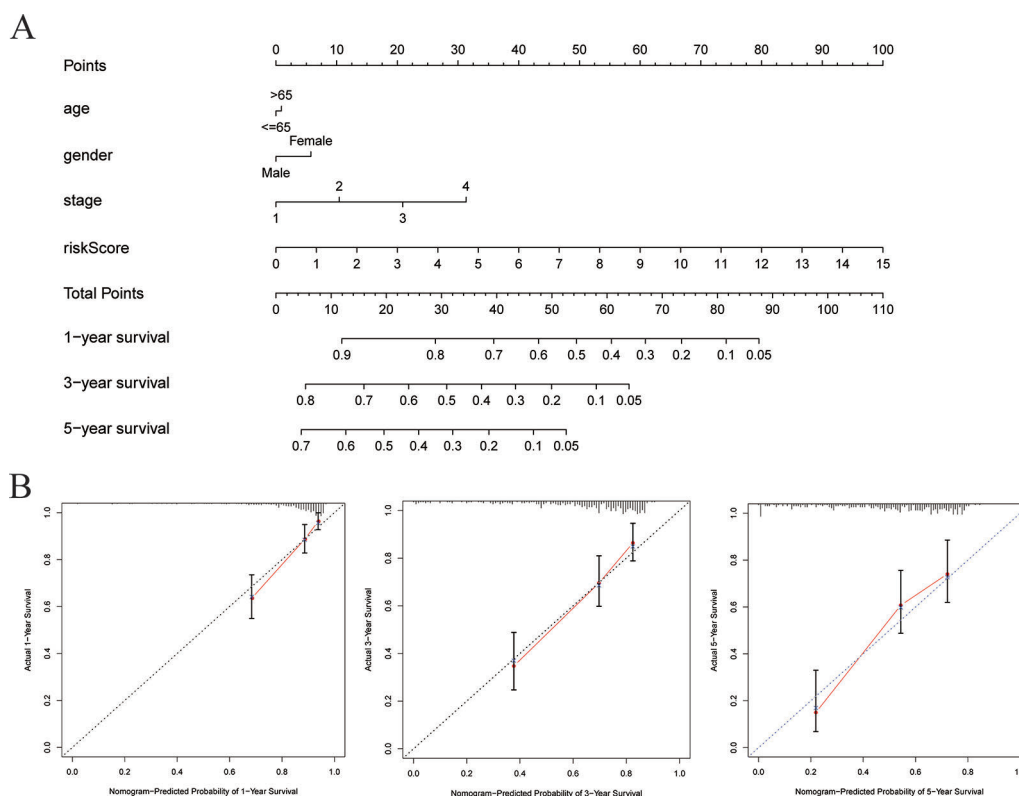 A
Points
0 10 20 30 40 50 60 70 80 90 100
age
>65
<=65
gender
Female
Male
stage
2 4
1 3
riskScore
0 1 2 3 4 5 6 7 8 9 10 11 12 13 14 15
Total Points
0 10 20 30 40 50 60 70 80 90 100 110
1−year survival
0.9 0.8 0.7 0.6 0.5 0.4 0.3 0.2 0.1 0.05
3−year survival
0.8 0.7 0.6 0.5 0.4 0.3 0.2 0.1 0.05
5−year survival
0.7 0.6 0.5 0.4 0.3 0.2 0.1 0.05
B
Actual 1−Year Survival
1.0
0.8
0.6
0.4
0.2
0.0
0.0 0.2 0.4 0.6 0.8 1.0
Nomogram−Predicted Probability of 1−Year Survival
Actual 3−Year Survival
1.0
0.8
0.6
0.4
0.2
0.0
0.0 0.2 0.4 0.6 0.8 1.0
Nomogram−Predicted Probability of 3−Year Survival
Actual 5−Year Survival
1.0
0.8
0.6
0.4
0.2
0.0
0.0 0.2 0.4 0.6 0.8
Nomogram−Predicted Probability of 5−Year Survival